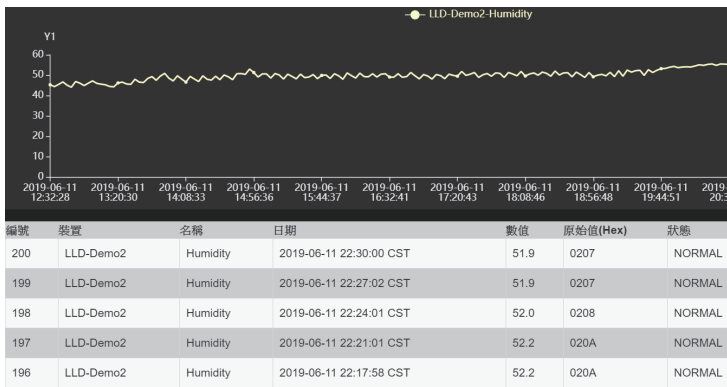 LLD-Demo2-Humidity
Y1
60
50
40
30
20
10
0
2019-06-11 2019-06-11 2019-06-11 2019-06-11 2019-06-11 2019-06-11 2019-06-11 2019-06-11 2019-06-11 2019-06-11 2019-
12:32:28 13:20:30 14:08:33 14:56:36 15:44:37 16:32:41 17:20:43 18:08:46 18:56:48 19:44:51 20:3
編號 裝置 名稱 日期 數值 原始值(Hex) 狀態
200 LLD-Demo2 Humidity 2019-06-11 22:30:00 CST 51.9 0207 NORMAL
199 LLD-Demo2 Humidity 2019-06-11 22:27:02 CST 51.9 0207 NORMAL
198 LLD-Demo2 Humidity 2019-06-11 22:24:01 CST 52.0 0208 NORMAL
197 LLD-Demo2 Humidity 2019-06-11 22:21:01 CST 52.2 020A NORMAL
196 LLD-Demo2 Humidity 2019-06-11 22:17:58 CST 52.2 020A NORMAL